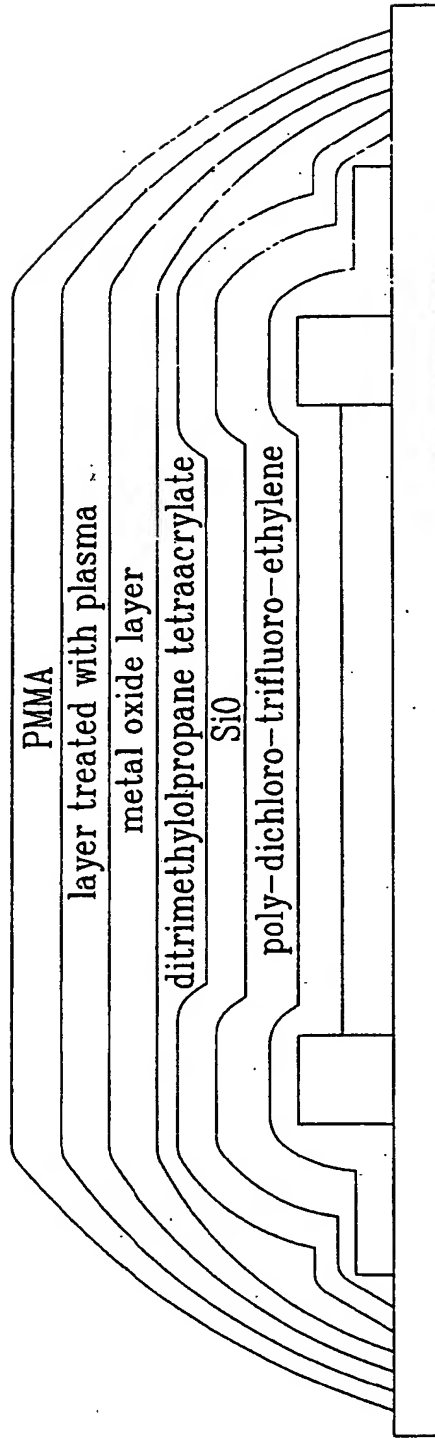 PMMA
layer treated with plasma
metal oxide layer
ditrimethylolpropane tetraacrylate
SiO
poly-dichloro-trifluoro-ethylene